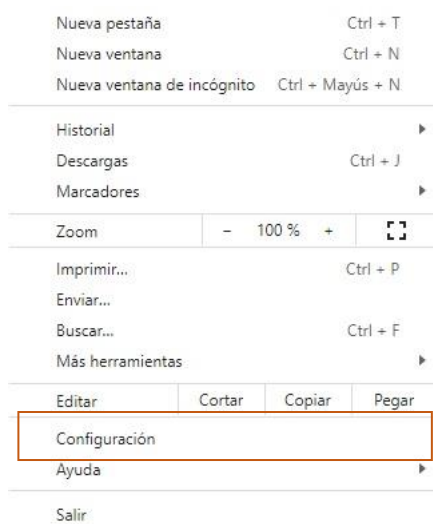 Nueva pestaña Ctrl + T
Nueva ventana Ctrl + N
Nueva ventana de incógnito Ctrl + Mayús + N
Historial
Descargas Ctrl + J
Marcadores
Zoom - 100 % +
Imprimir... Ctrl + P
Enviar...
Buscar... Ctrl + F
Más herramientas
Editar Cortar Copiar Pegar
Configuración
Ayuda
Salir